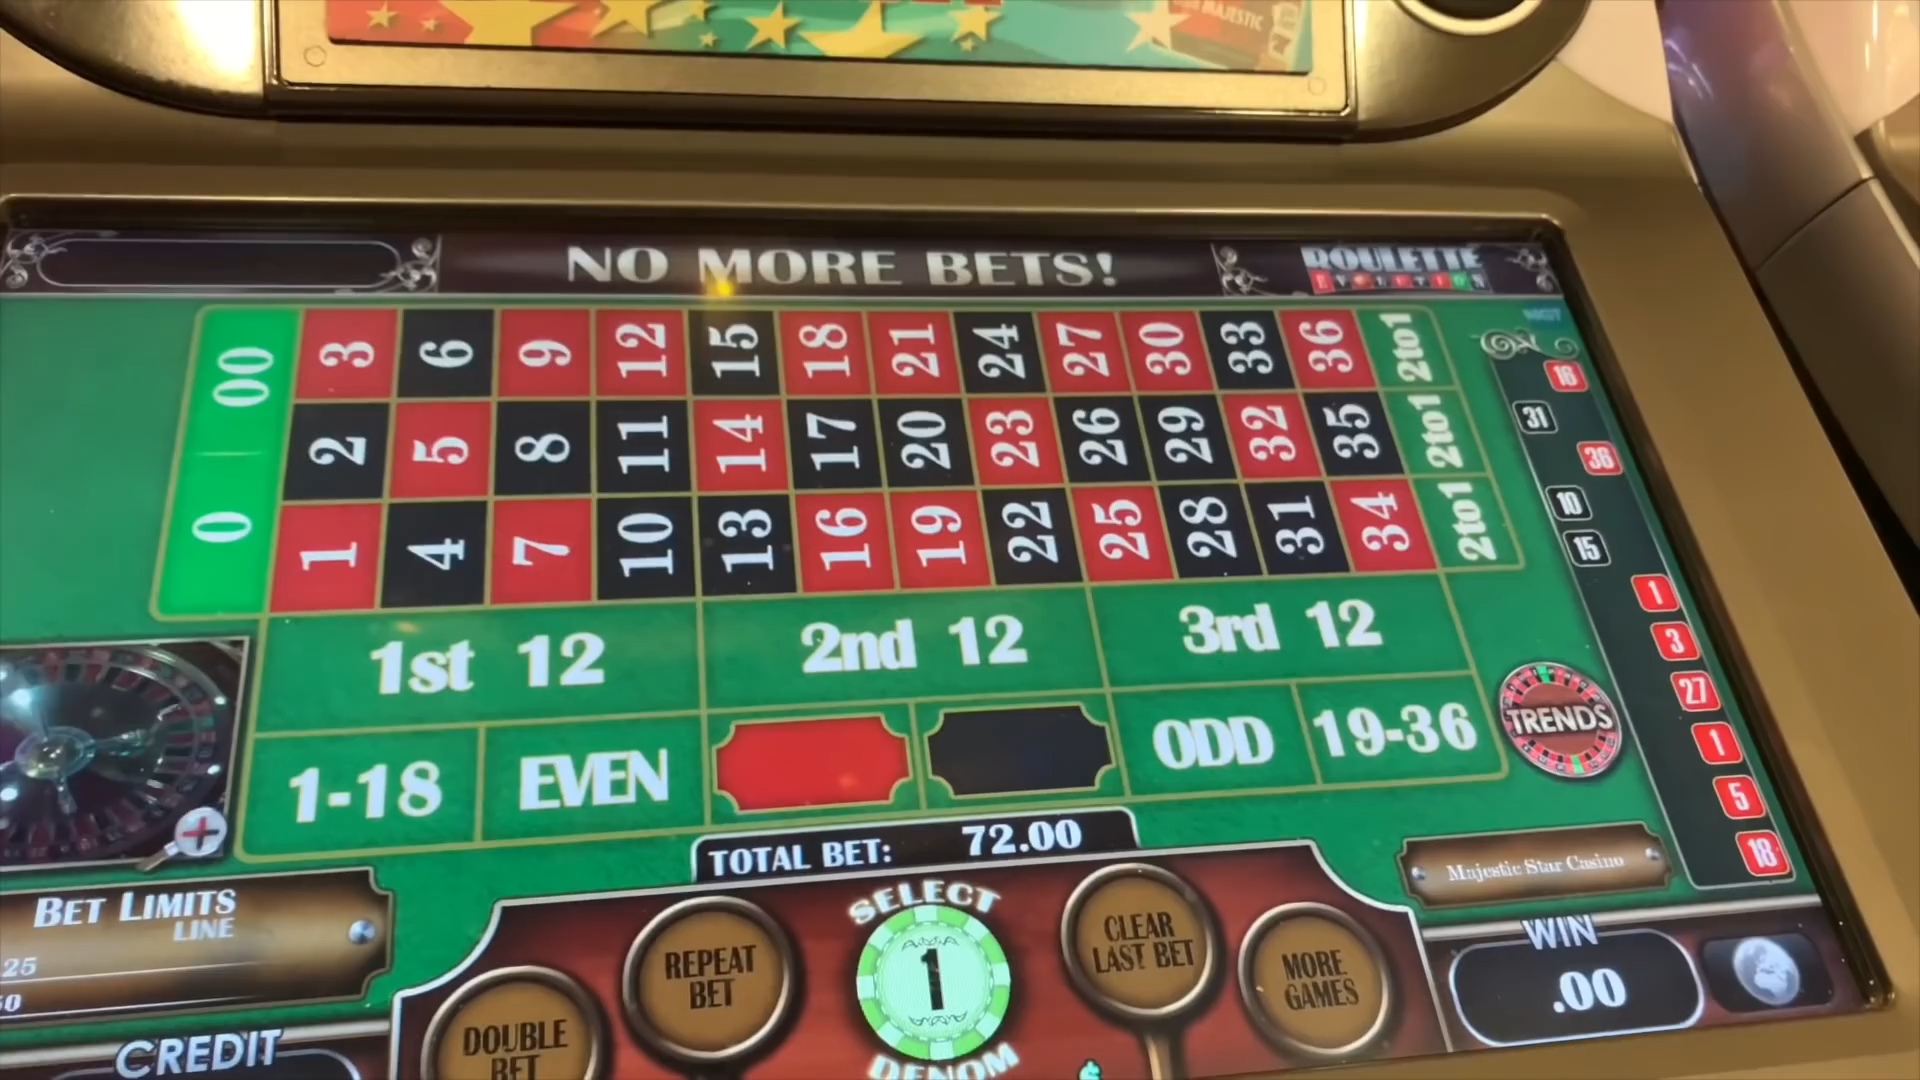 MAJESTIC
NO MORE BETS!
ROULETTE
EVOLUTION
00 3 6 9 12 15 18 21 24 27 30 33 36 2to1
2 5 8 11 14 17 20 23 26 29 32 35 2to1
0 1 4 7 10 13 16 19 22 25 28 31 34 2to1
1st 12 2nd 12 3rd 12
1-18 EVEN ODD 19-36
16
31
36
10
15
1
3
27
1
5
18
TRENDS
TOTAL BET: 72.00
Majestic Star Casino
BET LIMITS
LINE
25
CREDIT
DOUBLE
BET
REPEAT
BET
SELECT
1
DENOM
CLEAR
LAST BET
MORE
GAMES
WIN
.00
$